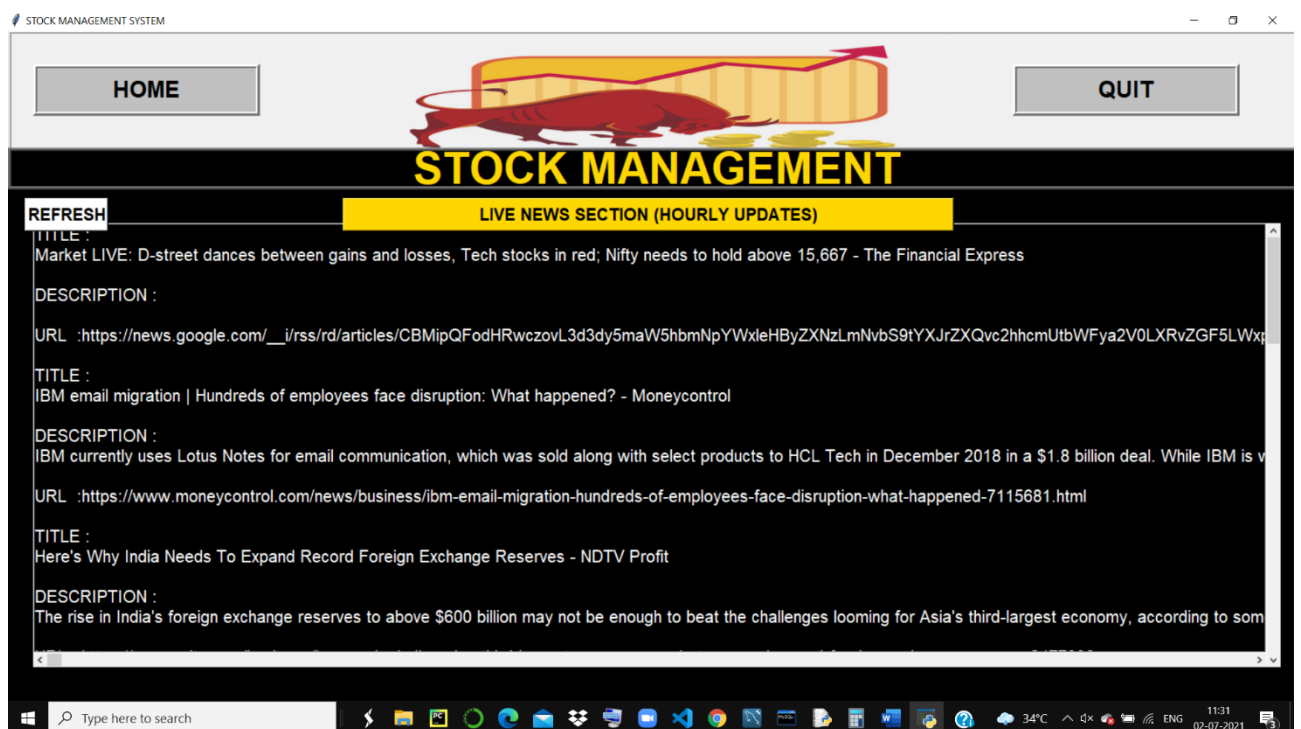 STOCK MANAGEMENT SYSTEM
HOME
QUIT
STOCK MANAGEMENT
REFRESH
LIVE NEWS SECTION (HOURLY UPDATES)
TITLE :
Market LIVE: D-street dances between gains and losses, Tech stocks in red; Nifty needs to hold above 15,667 - The Financial Express
DESCRIPTION :
URL :https://news.google.com/__i/rss/rd/articles/CBMipQFodHRwczovL3d3dy5maW5hbmNpYWxleHByZXNzLmNvbS9tYXJrZXQvc2hhcmUtbWFya2V0LXRvZGF5LWxp
TITLE :
IBM email migration | Hundreds of employees face disruption: What happened? - Moneycontrol
DESCRIPTION :
IBM currently uses Lotus Notes for email communication, which was sold along with select products to HCL Tech in December 2018 in a $1.8 billion deal. While IBM is v
URL :https://www.moneycontrol.com/news/business/ibm-email-migration-hundreds-of-employees-face-disruption-what-happened-7115681.html
TITLE :
Here's Why India Needs To Expand Record Foreign Exchange Reserves - NDTV Profit
DESCRIPTION :
The rise in India's foreign exchange reserves to above $600 billion may not be enough to beat the challenges looming for Asia's third-largest economy, according to som
Type here to search
34°C
ENG
11:31
02-07-2021